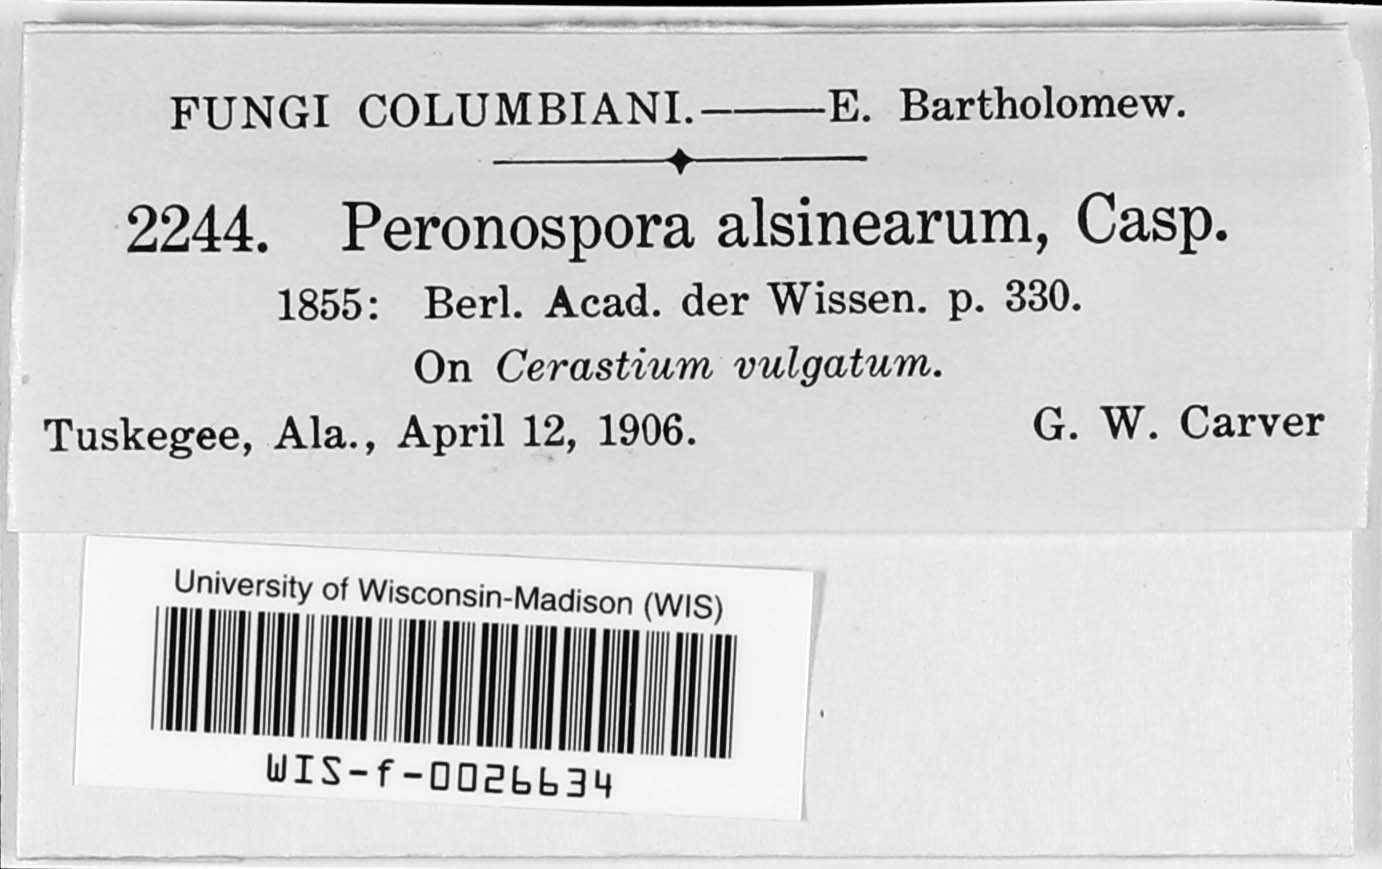 FUNGI COLUMBIANI.———E. Bartholomew.
2244. Peronospora alsinearum, Casp.
1855: Berl. Acad. der Wissen. p. 330.
On Cerastium vulgatum.
Tuskegee, Ala., April 12, 1906. G. W. Carver
University of Wisconsin-Madison (WIS)
WIS-f-0026634